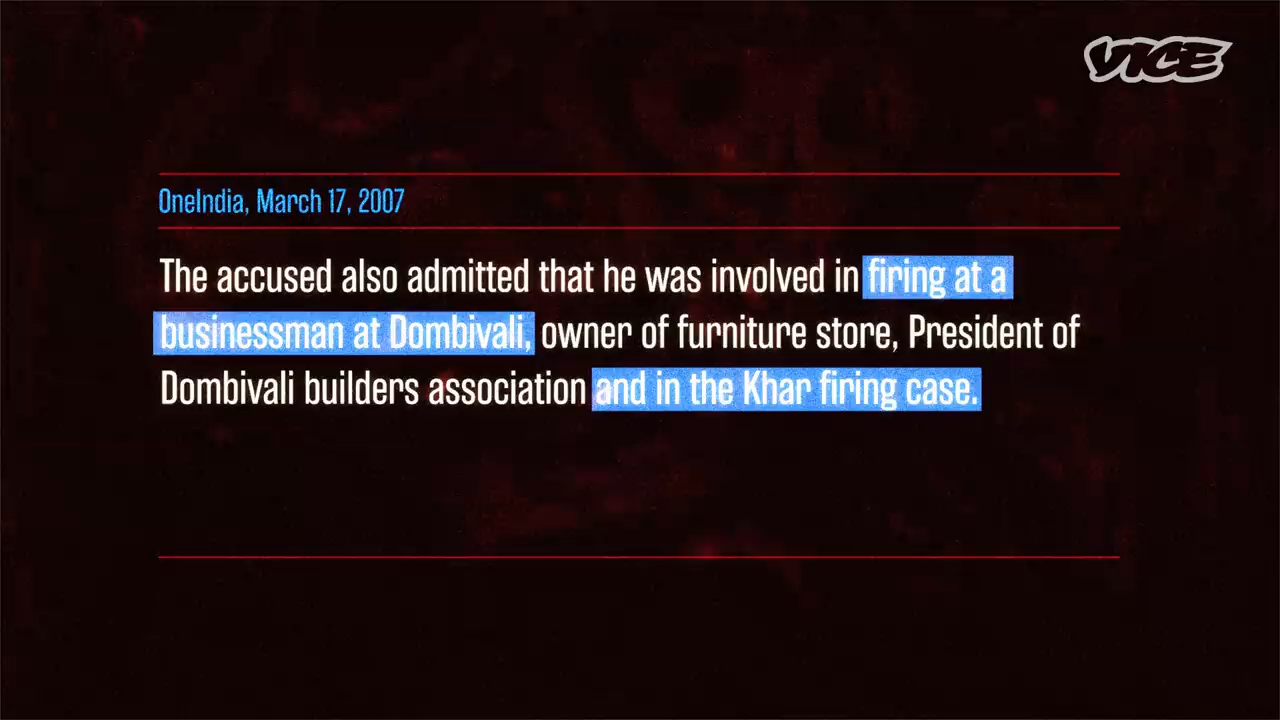 VICE
OneIndia, March 17, 2007
The accused also admitted that he was involved in firing at a
businessman at Dombivali, owner of furniture store, President of
Dombivali builders association and in the Khar firing case.